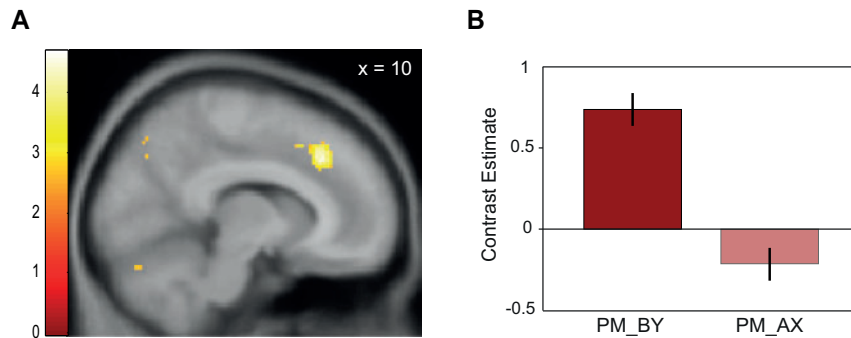 A
x = 10
4
3
2
1
0
B
Contrast Estimate
1
0.5
0
-0.5
PM_BY
PM_AX